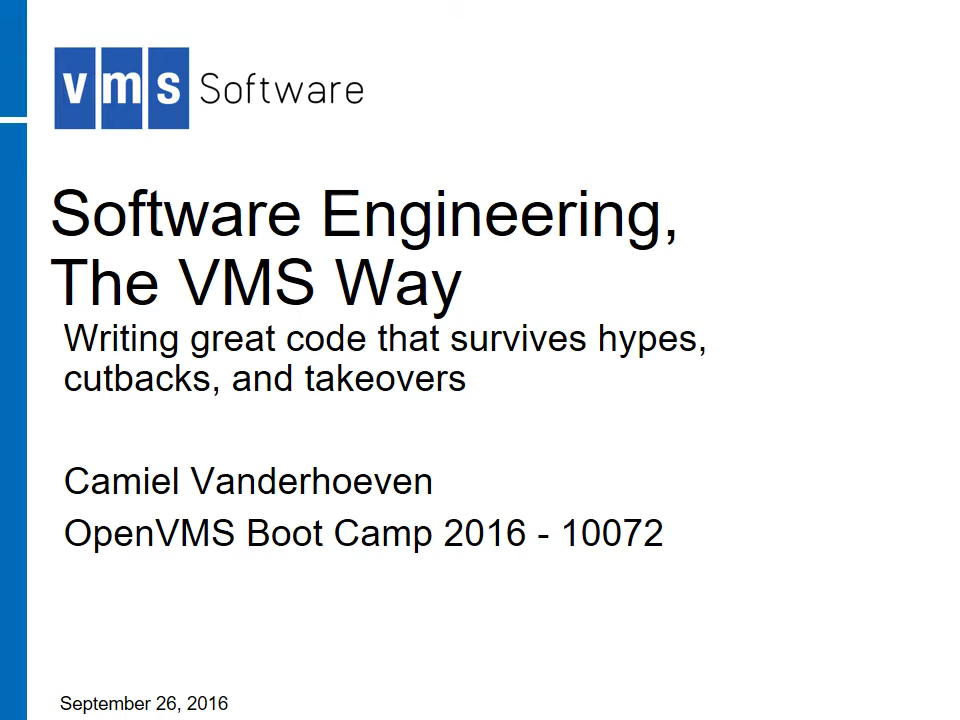 vms Software
Software Engineering,
The VMS Way
Writing great code that survives hypes,
cutbacks, and takeovers
Camiel Vanderhoeven
OpenVMS Boot Camp 2016 - 10072
September 26, 2016